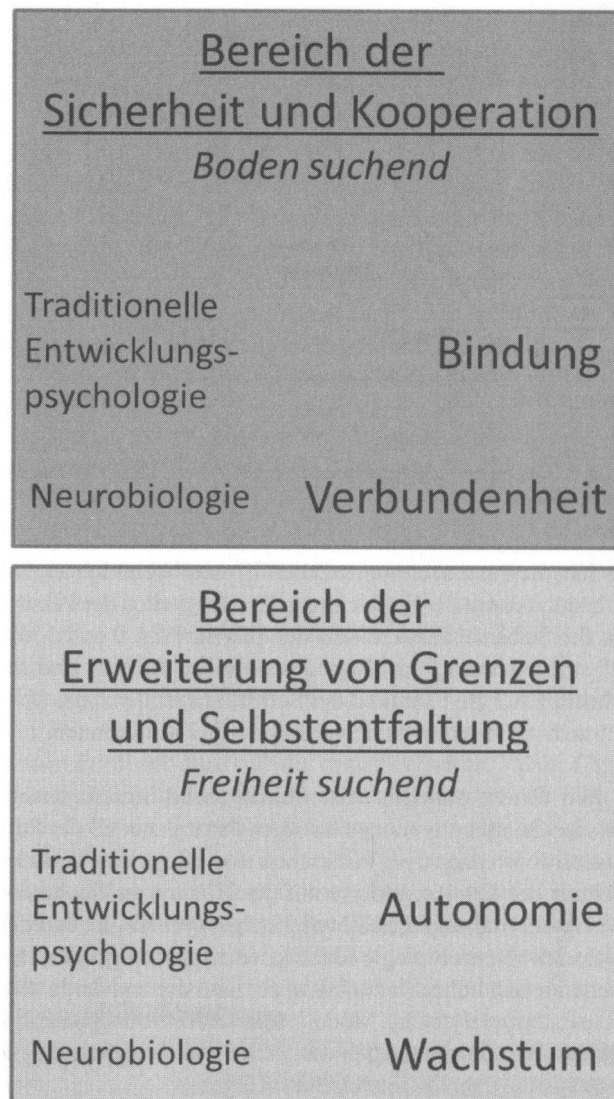 Bereich der
Sicherheit und Kooperation
Boden suchend
Traditionelle
Entwicklungs-
psychologie
Bindung
Neurobiologie
Verbundenheit
Bereich der
Erweiterung von Grenzen
und Selbstentfaltung
Freiheit suchend
Traditionelle
Entwicklungs-
psychologie
Autonomie
Neurobiologie
Wachstum